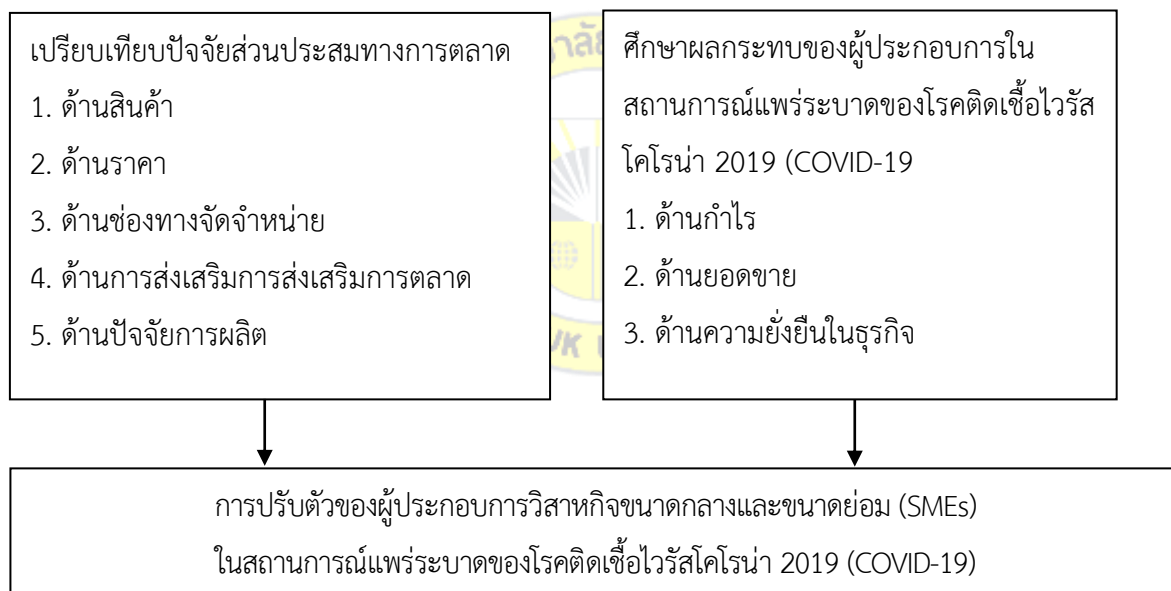 เปรียบเทียบปัจจัยส่วนประสมทางการตลาด
1. ด้านสินค้า
2. ด้านราคา
3. ด้านช่องทางจัดจำหน่าย
4. ด้านการส่งเสริมการส่งเสริมการตลาด
5. ด้านปัจจัยการผลิต
ศึกษาผลกระทบของผู้ประกอบการใน
สถานการณ์แพร่ระบาดของโรคติดเชื้อไวรัส
โคโรน่า 2019 (COVID-19
1. ด้านกำไร
2. ด้านยอดขาย
3. ด้านความยั่งยืนในธุรกิจ
การปรับตัวของผู้ประกอบการวิสาหกิจขนาดกลางและขนาดย่อม (SMEs)
ในสถานการณ์แพร่ระบาดของโรคติดเชื้อไวรัสโคโรน่า 2019 (COVID-19)